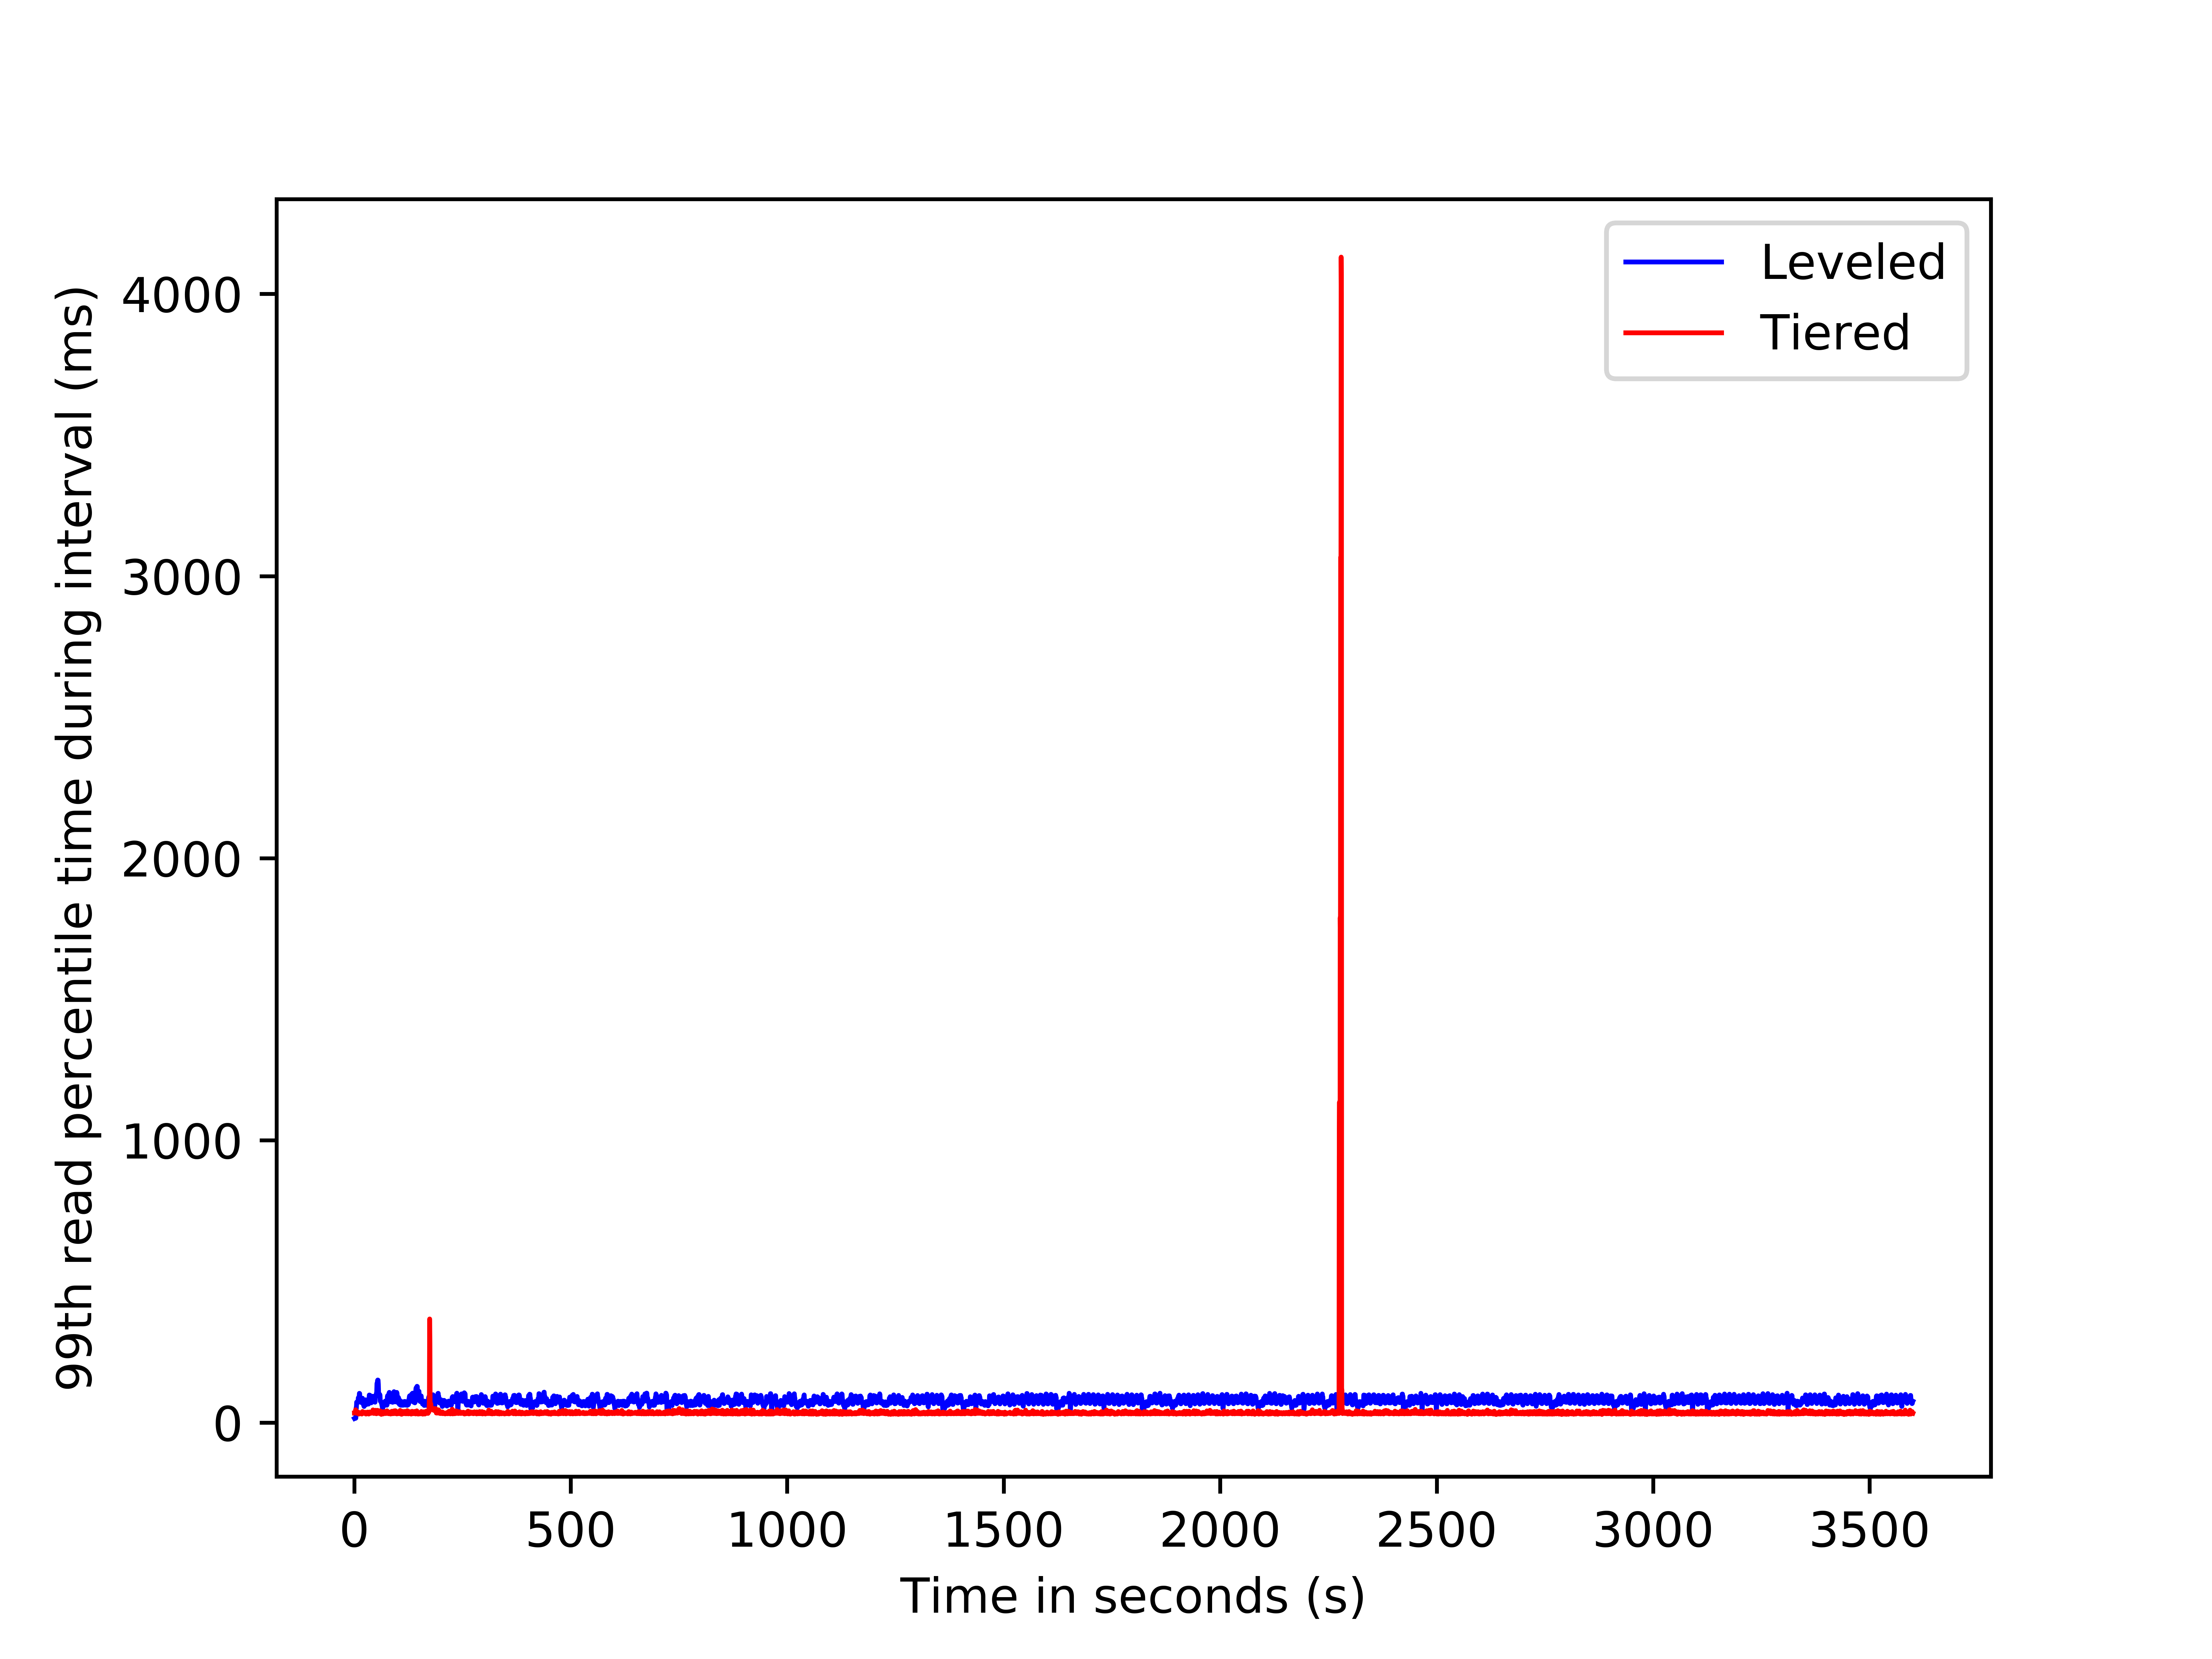 99th read percentile time during interval (ms)
4000
3000
2000
1000
0
Leveled
Tiered
0 500 1000 1500 2000 2500 3000 3500
Time in seconds (s)